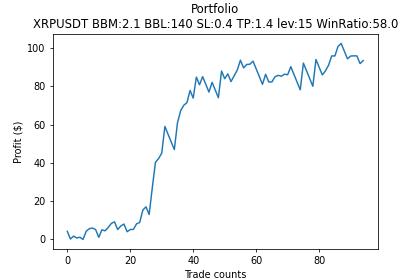 Portfolio
XRPUSDT BBM:2.1 BBL:140 SL:0.4 TP:1.4 lev:15 WinRatio:58.0
100
80
60
40
20
0
Profit ($)
0 20 40 60 80
Trade counts